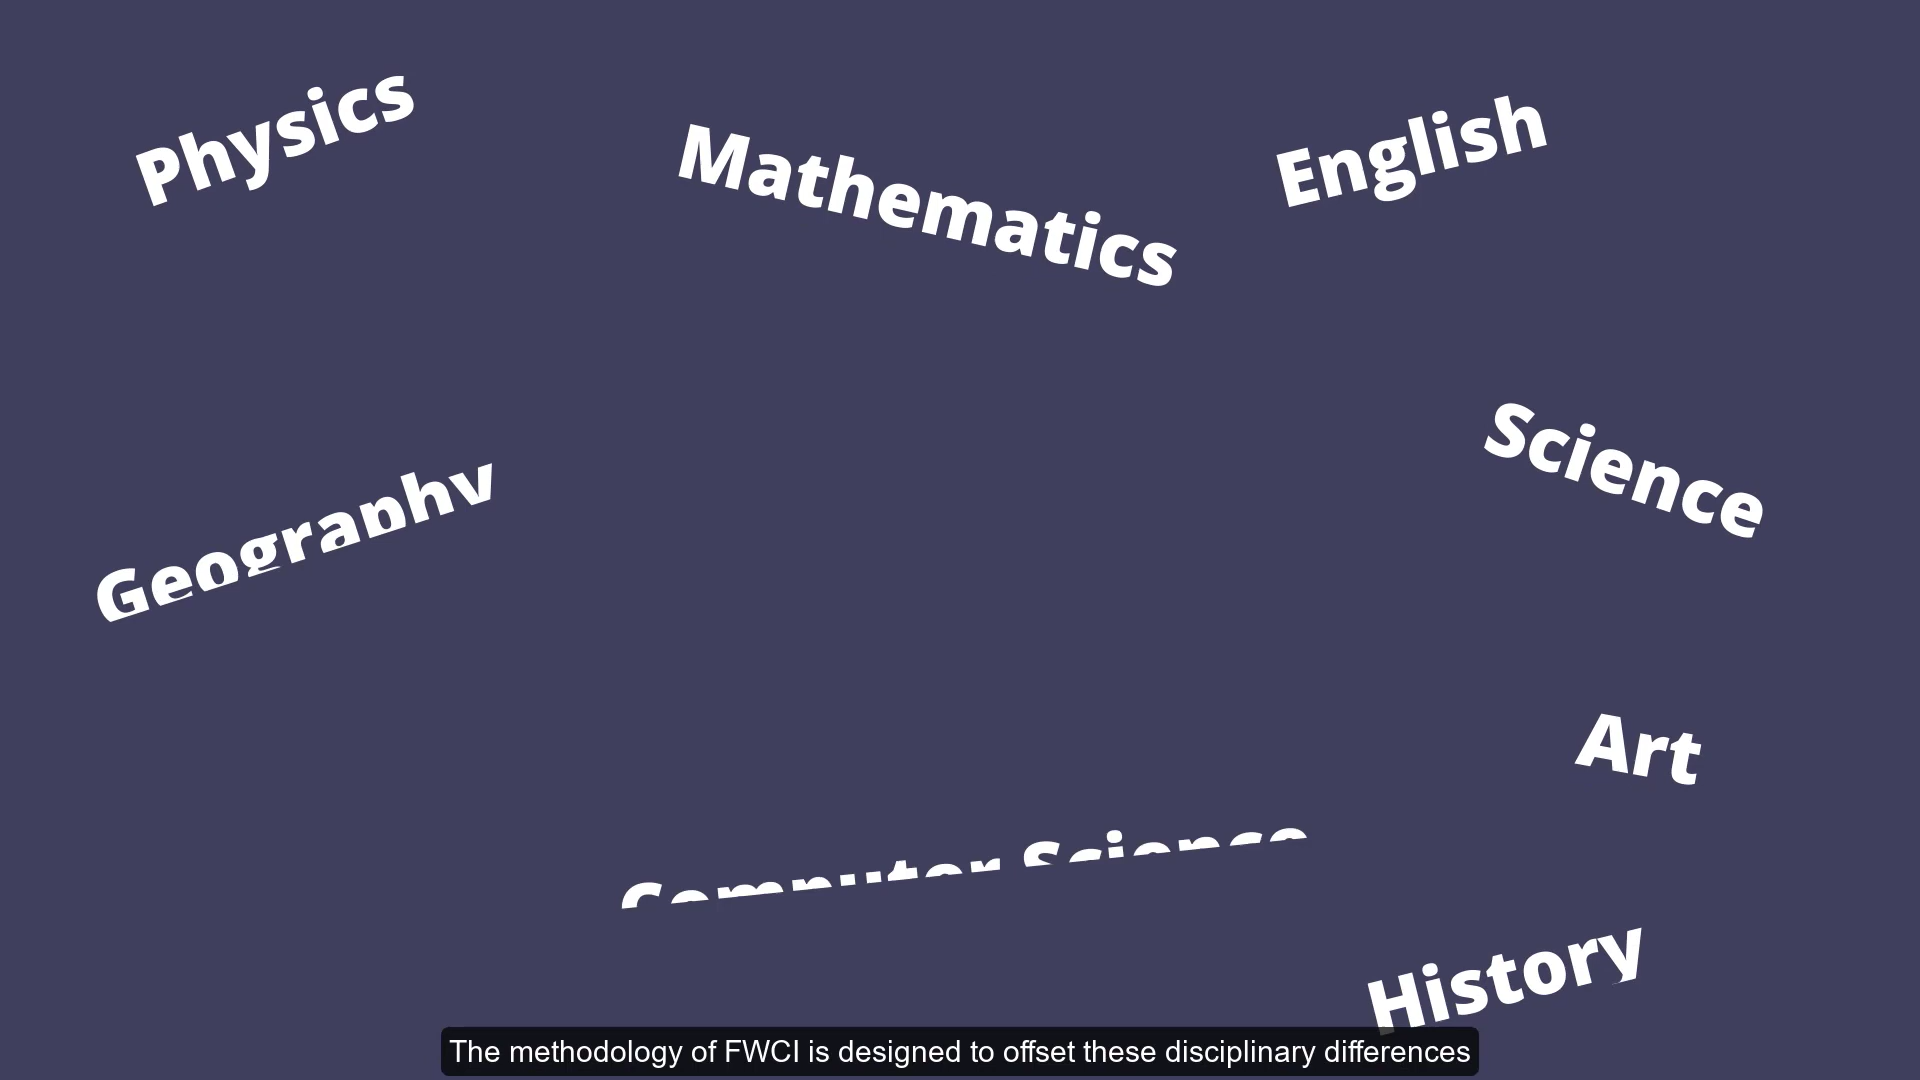 Physics
Mathematics
English
Science
Geography
Art
Computer Science
History
The methodology of FWCI is designed to offset these disciplinary differences